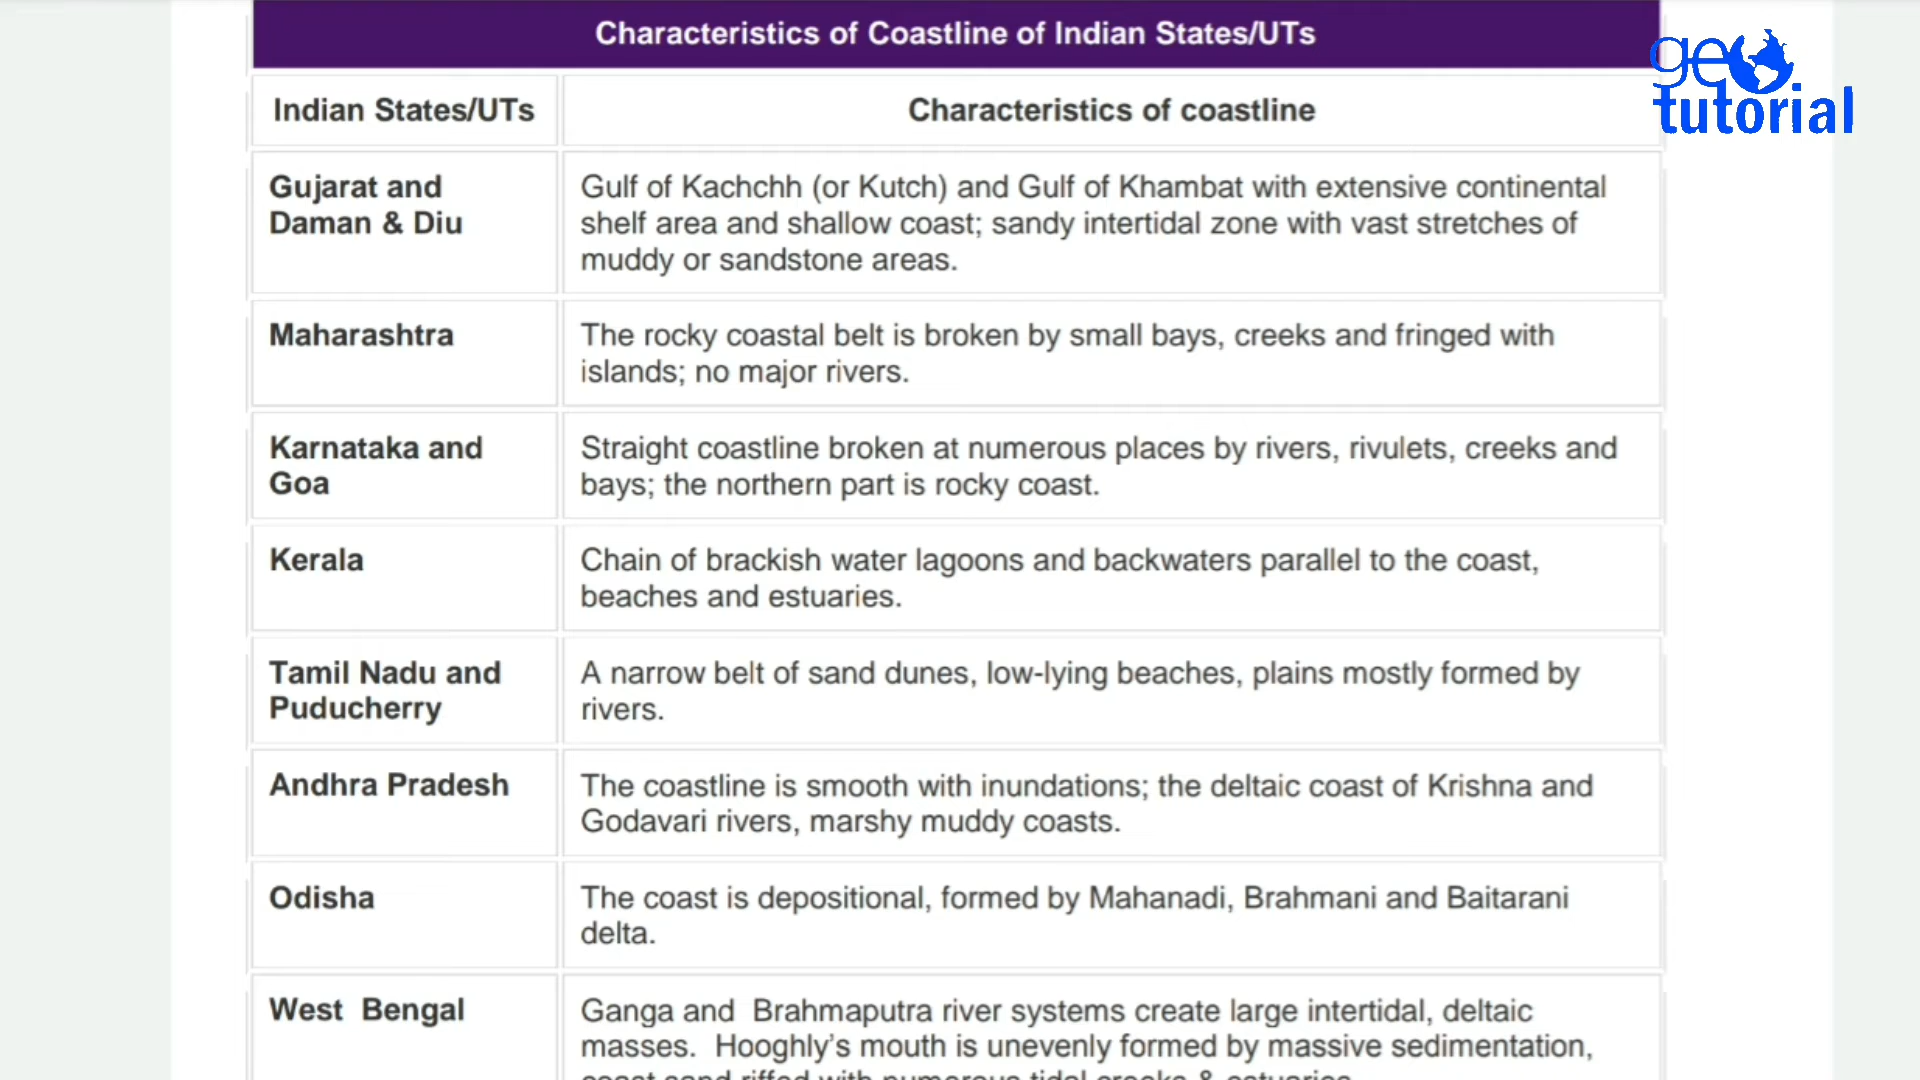 Characteristics of Coastline of Indian States/UTs
geo
tutorial
Indian States/UTs
Characteristics of coastline
Gujarat and
Daman & Diu
Gulf of Kachchh (or Kutch) and Gulf of Khambat with extensive continental
shelf area and shallow coast; sandy intertidal zone with vast stretches of
muddy or sandstone areas.
Maharashtra
The rocky coastal belt is broken by small bays, creeks and fringed with
islands; no major rivers.
Karnataka and
Goa
Straight coastline broken at numerous places by rivers, rivulets, creeks and
bays; the northern part is rocky coast.
Kerala
Chain of brackish water lagoons and backwaters parallel to the coast,
beaches and estuaries.
Tamil Nadu and
Puducherry
A narrow belt of sand dunes, low-lying beaches, plains mostly formed by
rivers.
Andhra Pradesh
The coastline is smooth with inundations; the deltaic coast of Krishna and
Godavari rivers, marshy muddy coasts.
Odisha
The coast is depositional, formed by Mahanadi, Brahmani and Baitarani
delta.
West Bengal
Ganga and Brahmaputra river systems create large intertidal, deltaic
masses. Hooghly's mouth is unevenly formed by massive sedimentation,
coast sand riffed with numerous tidal creeks & estuaries